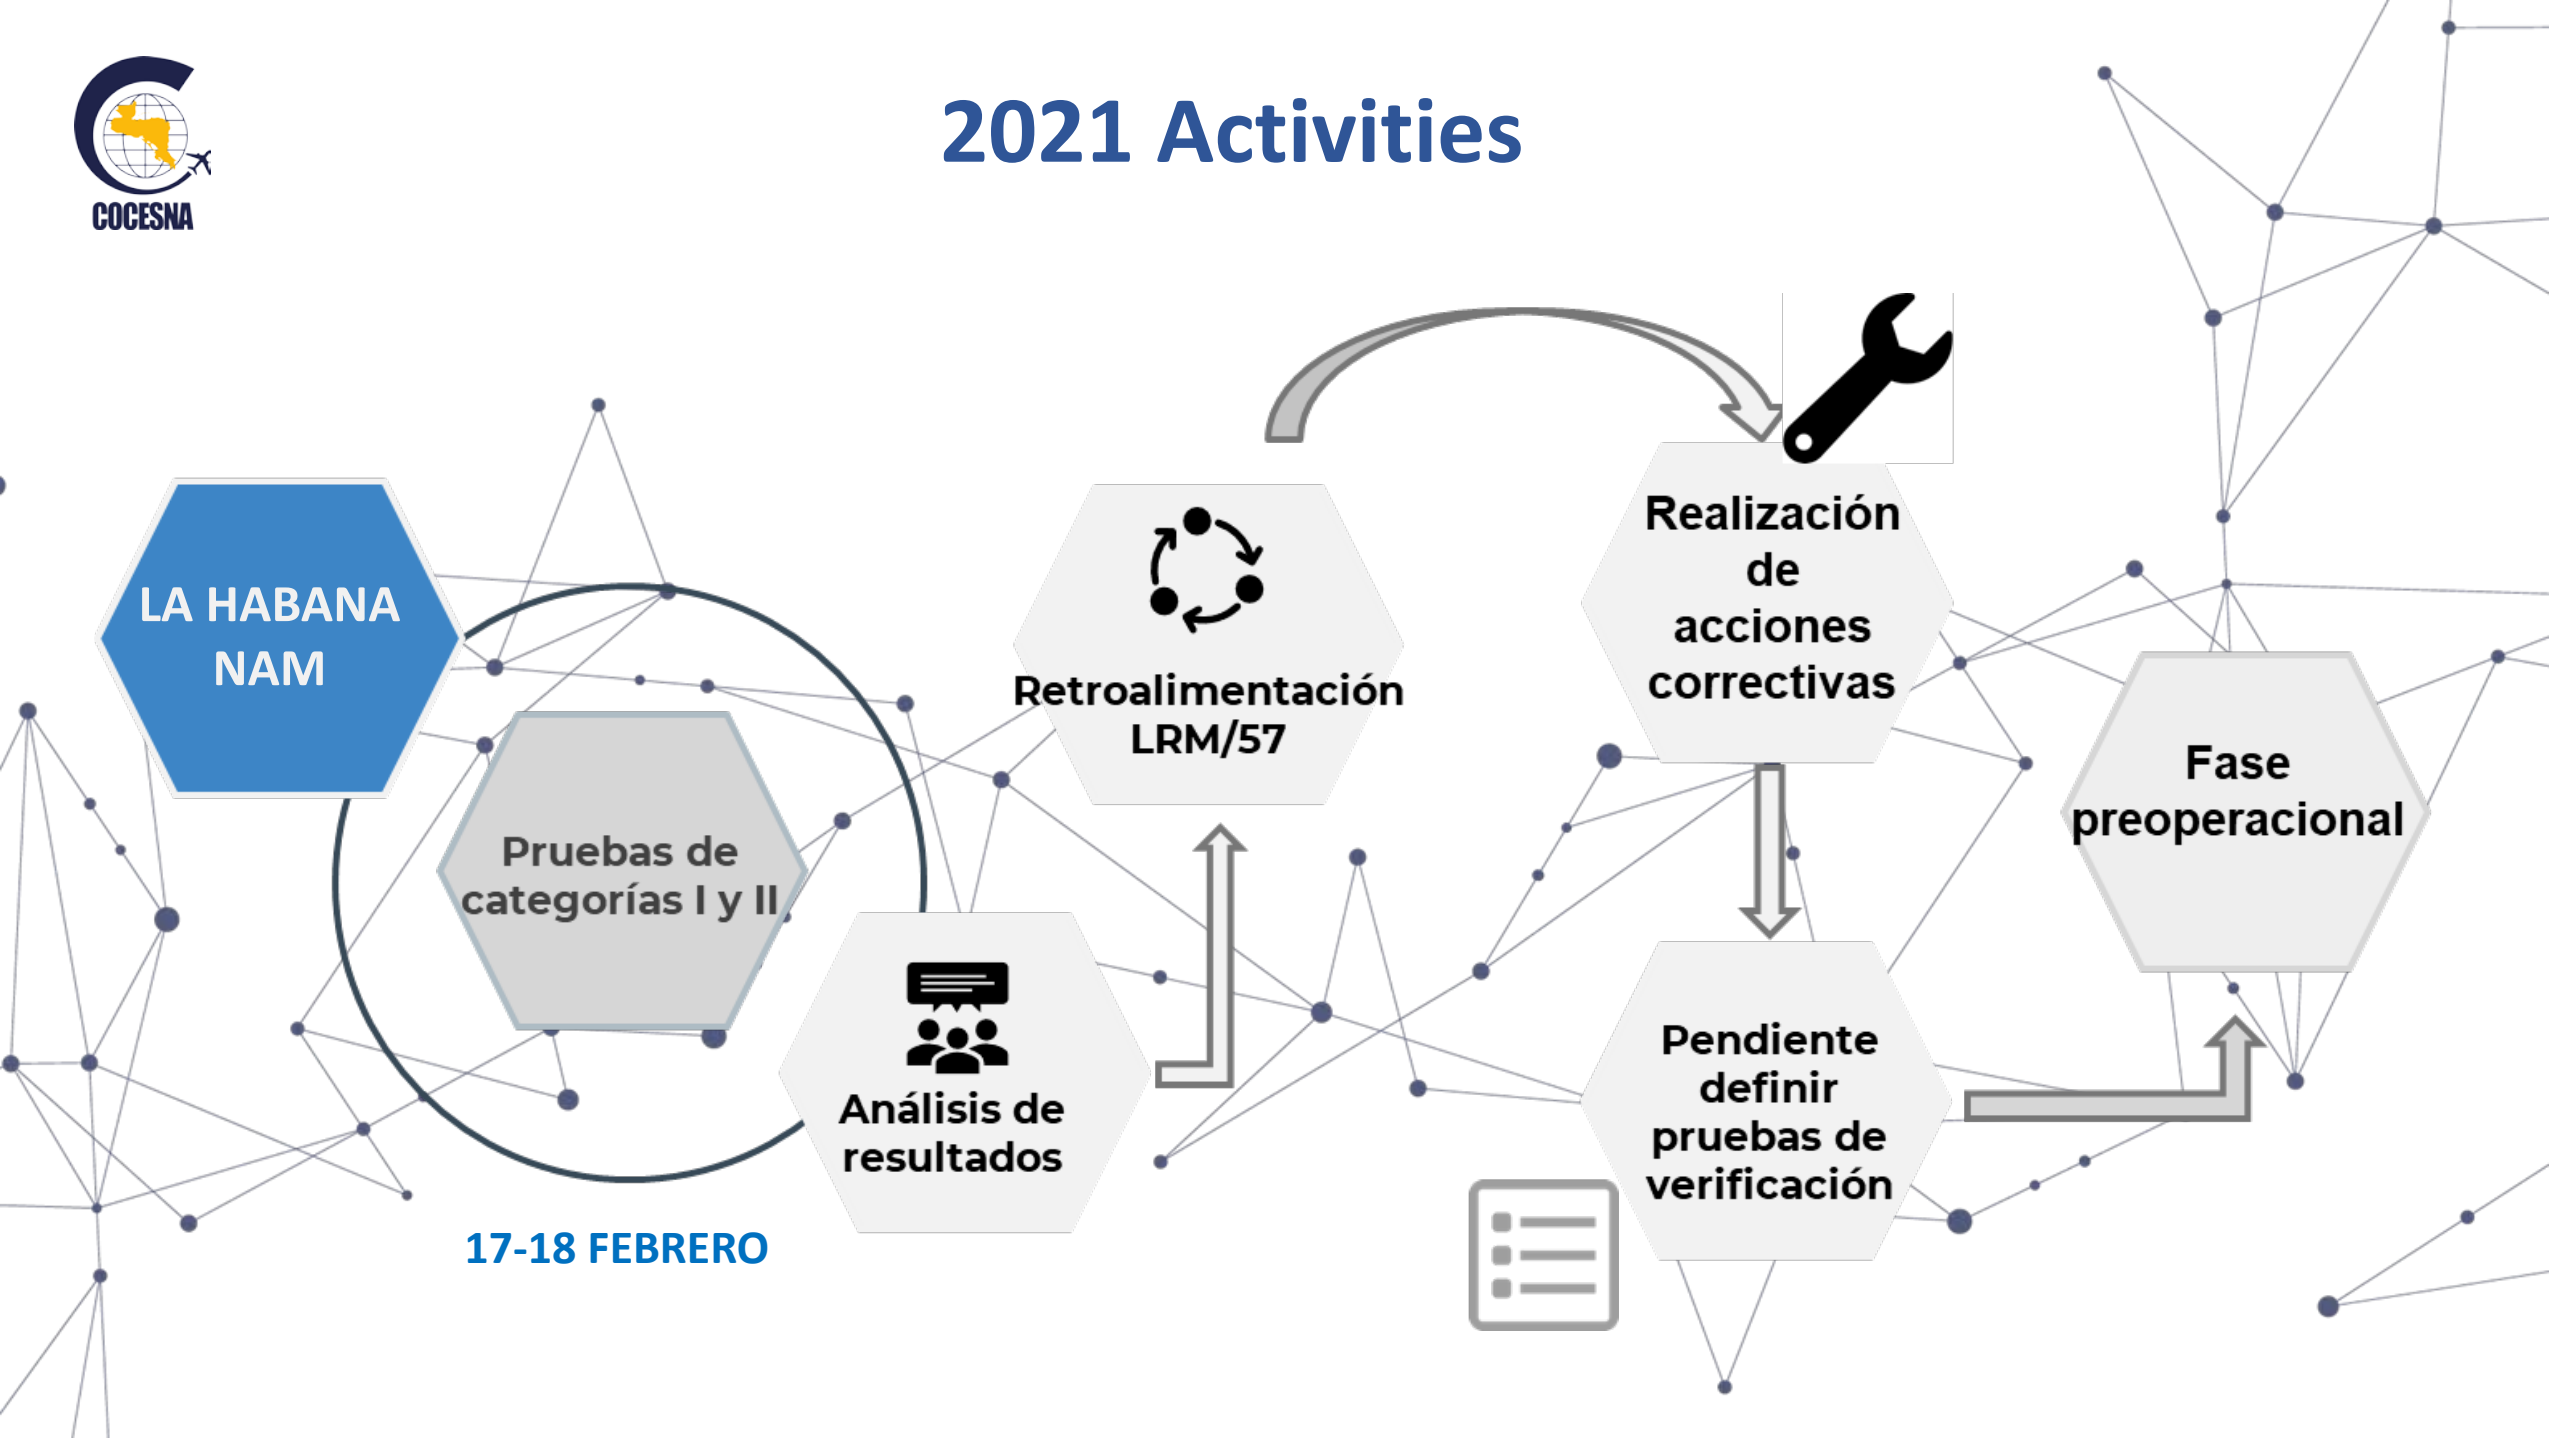 COCESNA
2021 Activities
LA HABANA
NAM
Pruebas de
categorías I y II
17-18 FEBRERO
Análisis de
resultados
Retroalimentación
LRM/57
Realización
de
acciones
correctivas
Pendiente
definir
pruebas de
verificación
Fase
preoperacional